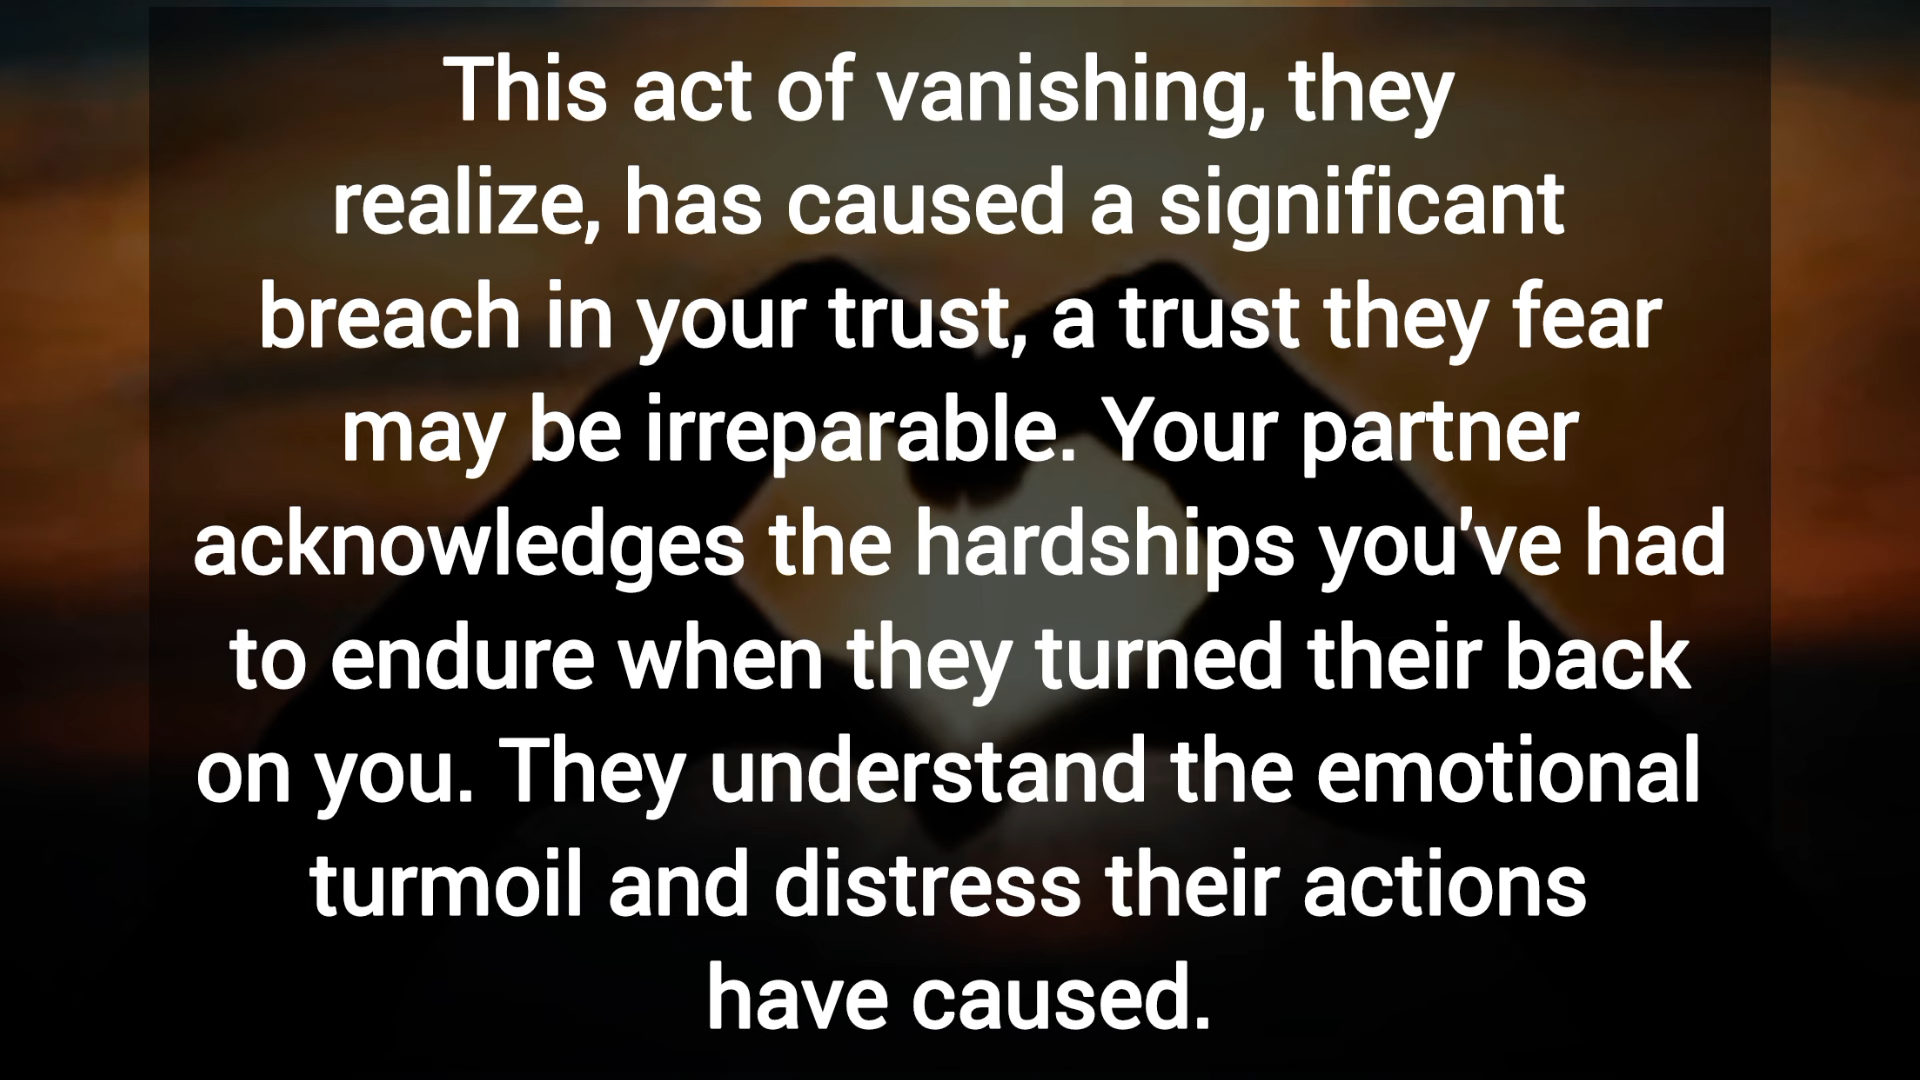 This act of vanishing, they
realize, has caused a significant
breach in your trust, a trust they fear
may be irreparable. Your partner
acknowledges the hardships you've had
to endure when they turned their back
on you. They understand the emotional
turmoil and distress their actions
have caused.